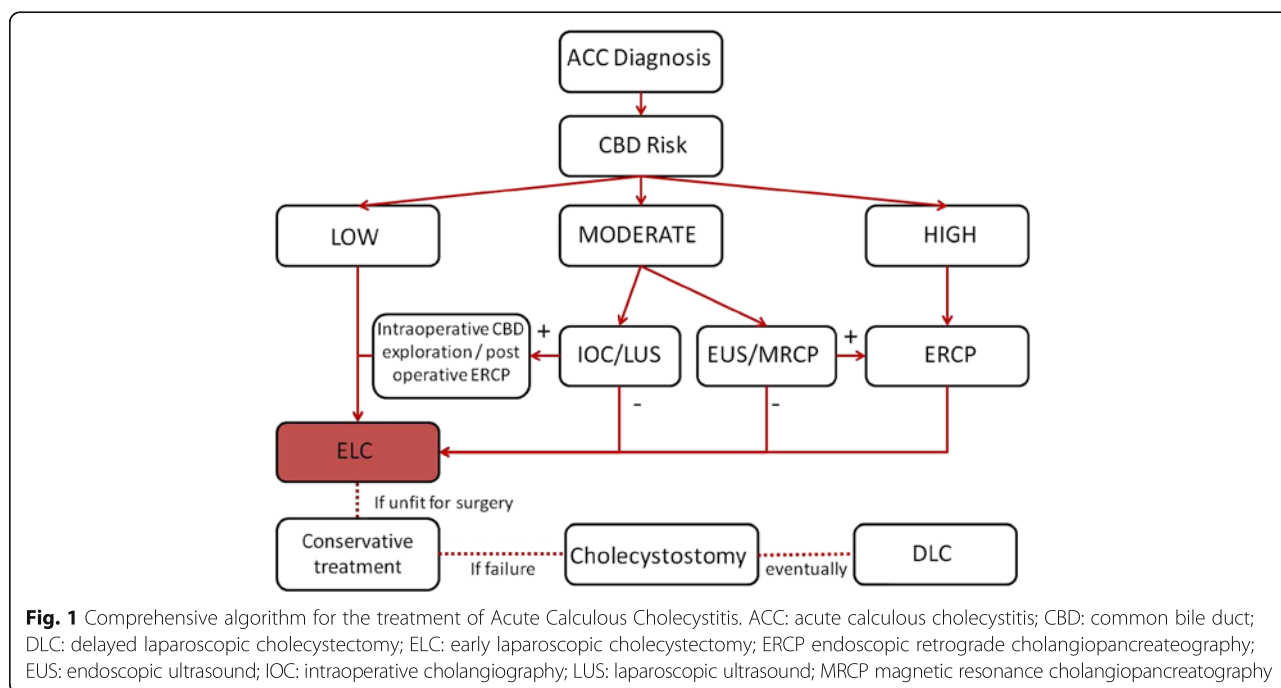 ACC Diagnosis
CBD Risk
LOW
MODERATE
HIGH
Intraoperative CBD
exploration / post
operative ERCP
+
IOC/LUS
EUS/MRCP
+
ERCP
-
-
ELC
If unfit for surgery
Conservative
treatment
If failure
Cholecystostomy
eventually
DLC
Fig. 1 Comprehensive algorithm for the treatment of Acute Calculous Cholecystitis. ACC: acute calculous cholecystitis; CBD: common bile duct;
DLC: delayed laparoscopic cholecystectomy; ELC: early laparoscopic cholecystectomy; ERCP endoscopic retrograde cholangiopancreateography;
EUS: endoscopic ultrasound; IOC: intraoperative cholangiography; LUS: laparoscopic ultrasound; MRCP magnetic resonance cholangiopancreatography